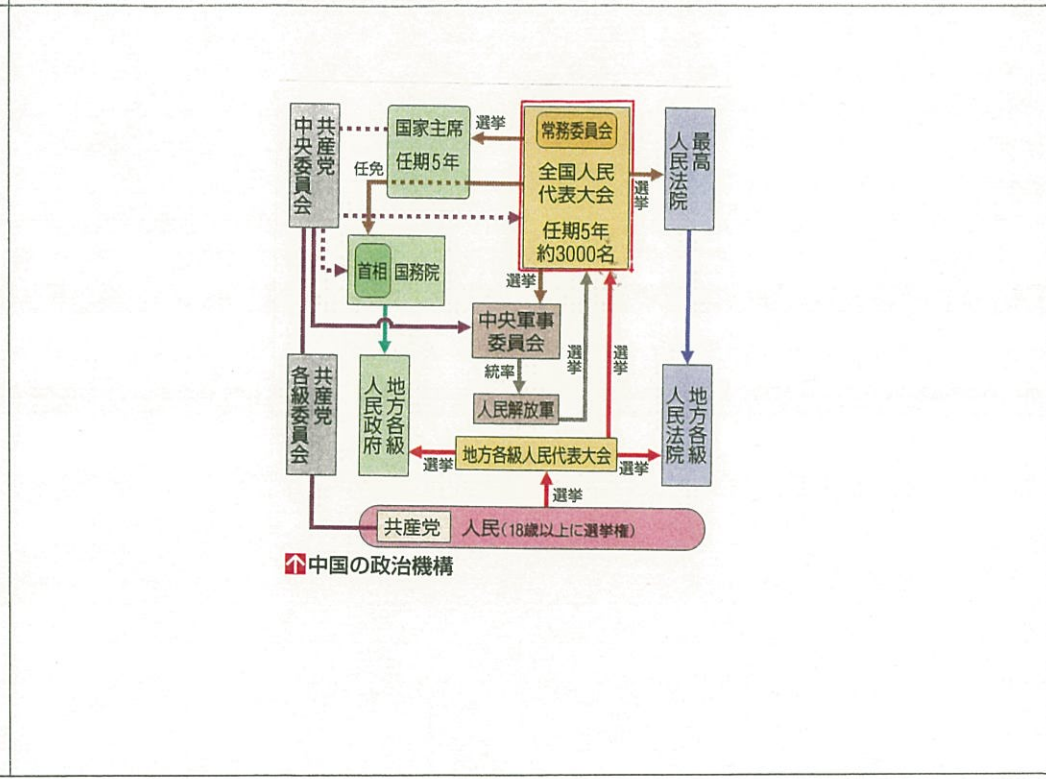 共産党
中央委員会
国家主席
任期5年
選挙
常務委員会
全国人民
代表大会
任期5年
約3000名
選挙
最高
人民法院
任免
首相
国務院
選挙
中央軍事
委員会
統率
人民解放軍
選挙
選挙
共産党
各級委員会
地方各級
人民政府
選挙
地方各級人民代表大会
選挙
地方各級
人民法院
選挙
共産党
人民(18歳以上に選挙権)
中国の政治機構